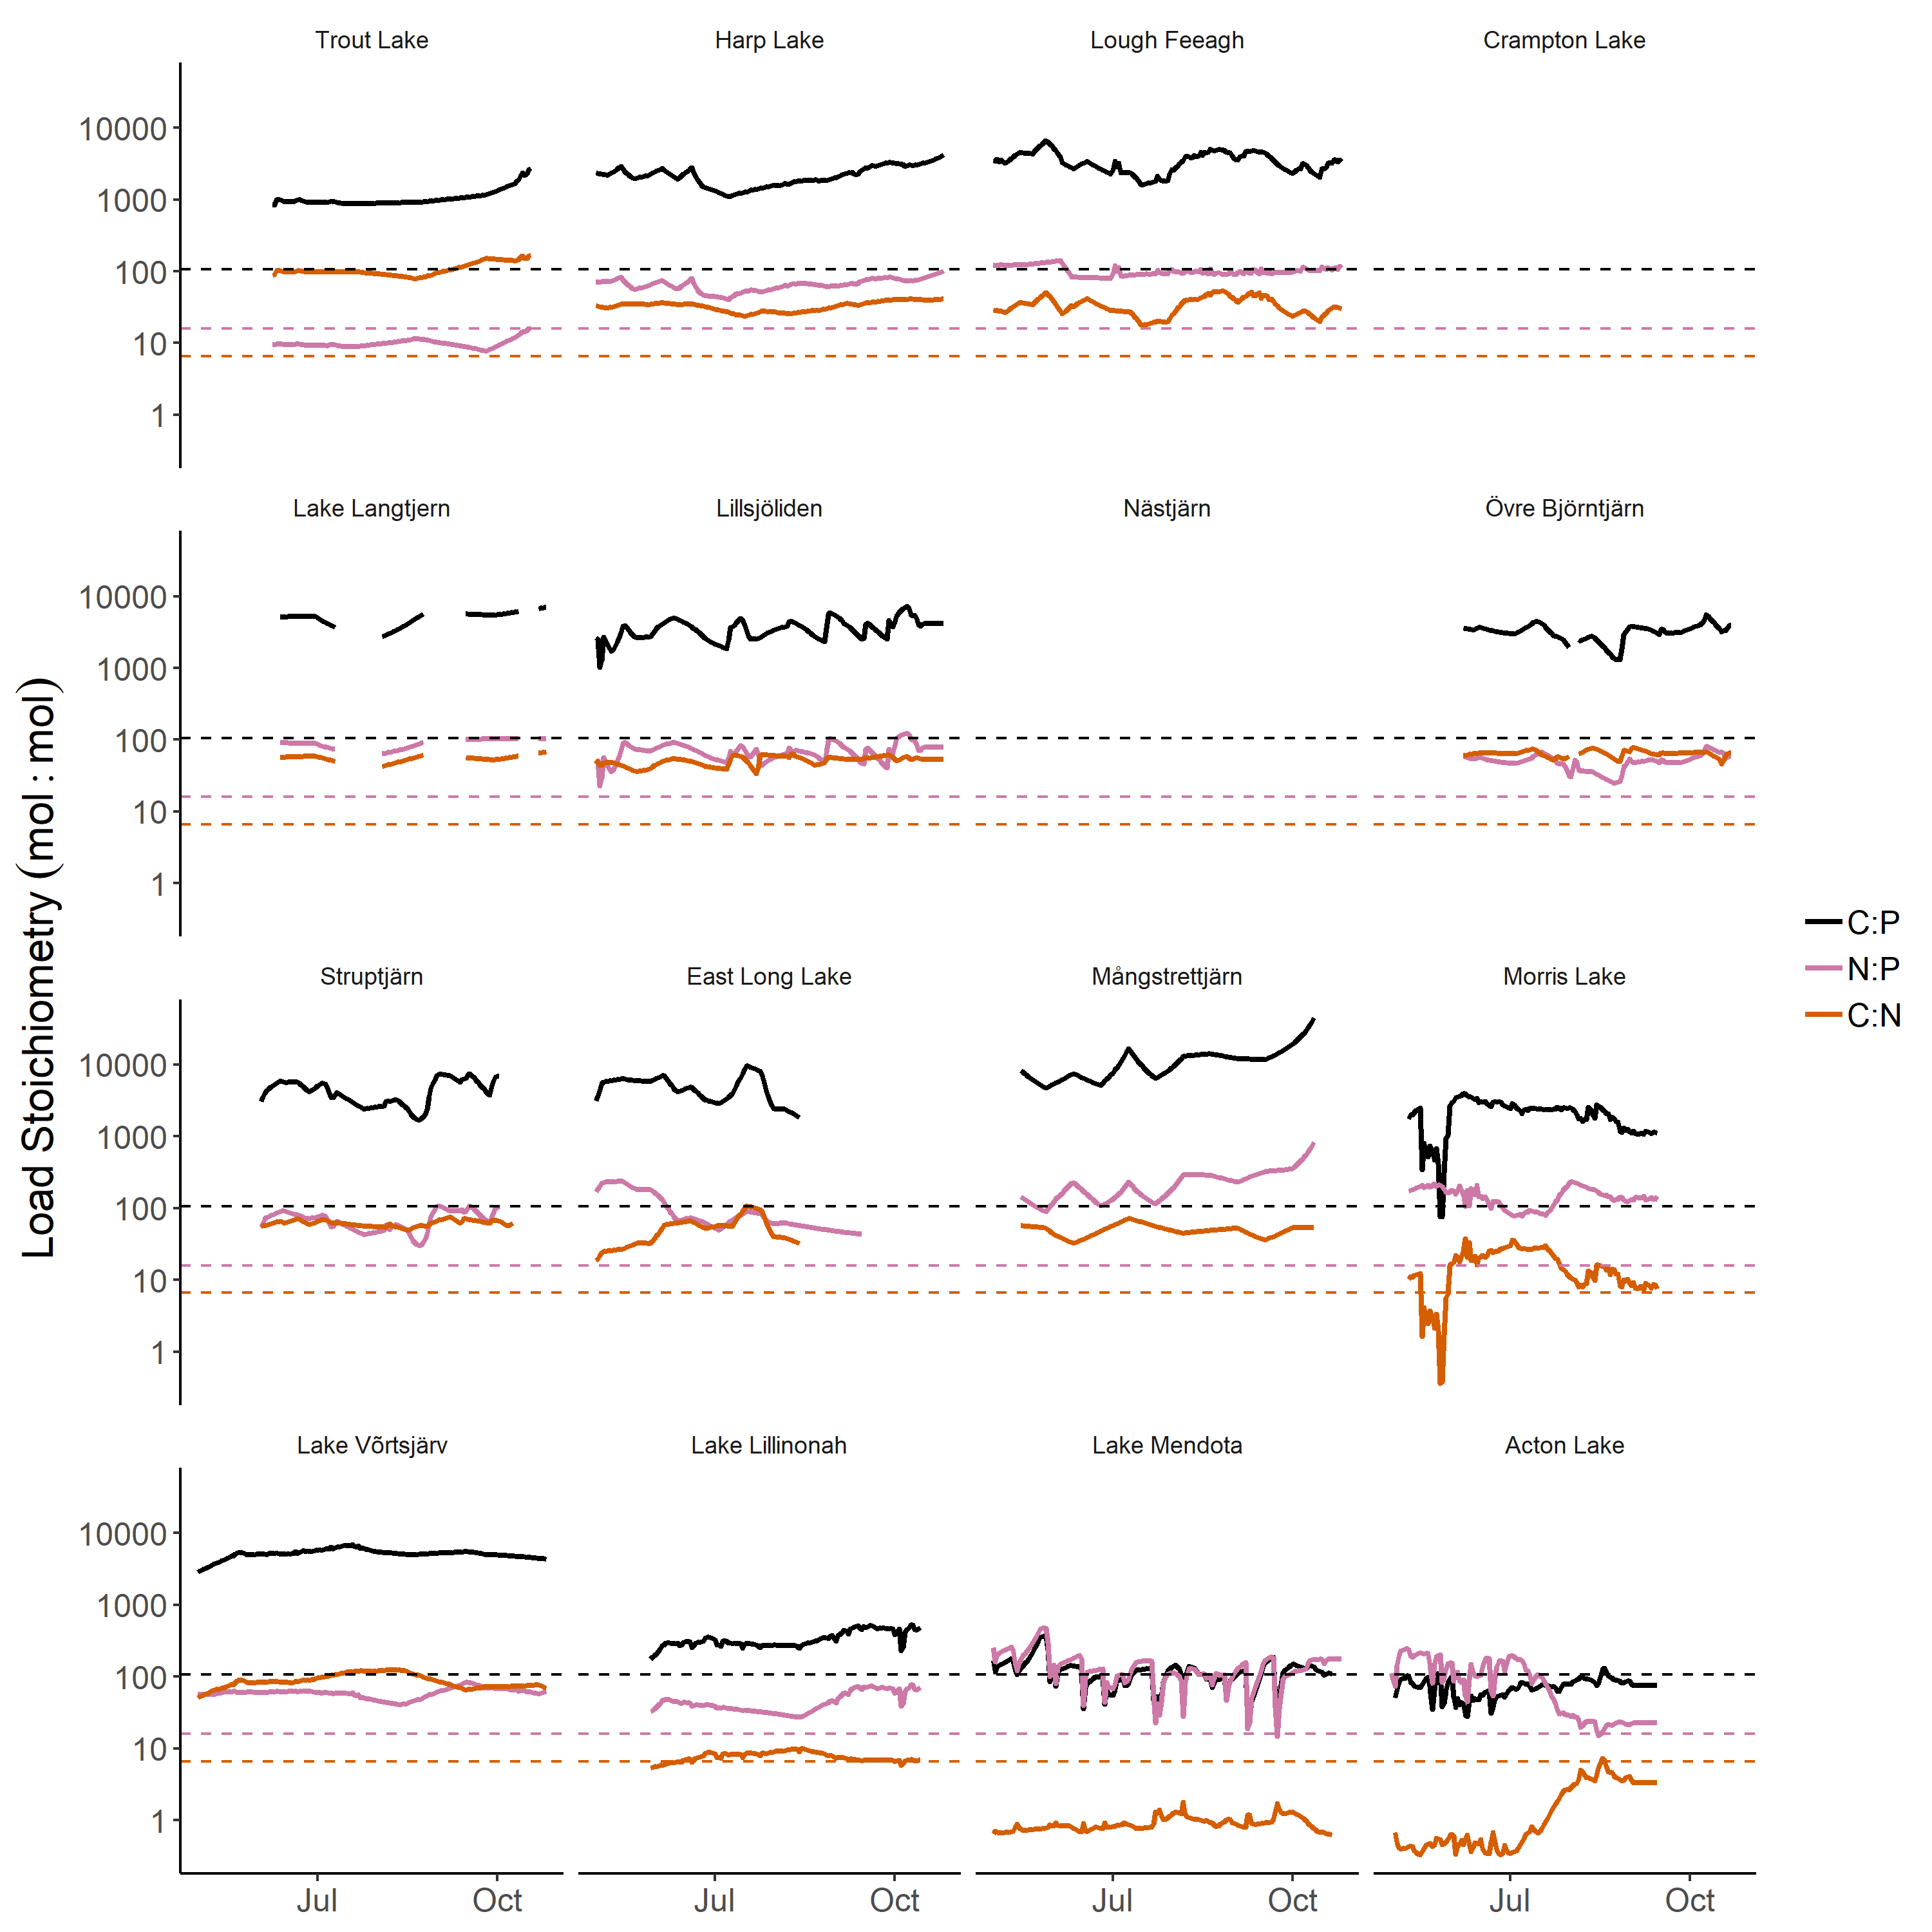 Trout Lake Harp Lake Lough Feeagh Crampton Lake
10000
1000
100
10
1
Lake Langtjern Lillsjöliden Nästjärn Övre Björntjärn
10000
1000
100
10
1
Load Stoichiometry (mol : mol)
C:P
N:P
C:N
Struptjärn East Long Lake Mångstrettjärn Morris Lake
10000
1000
100
10
1
Lake Võrtsjärv Lake Lillinonah Lake Mendota Acton Lake
10000
1000
100
10
1
Jul Oct Jul Oct Jul Oct Jul Oct